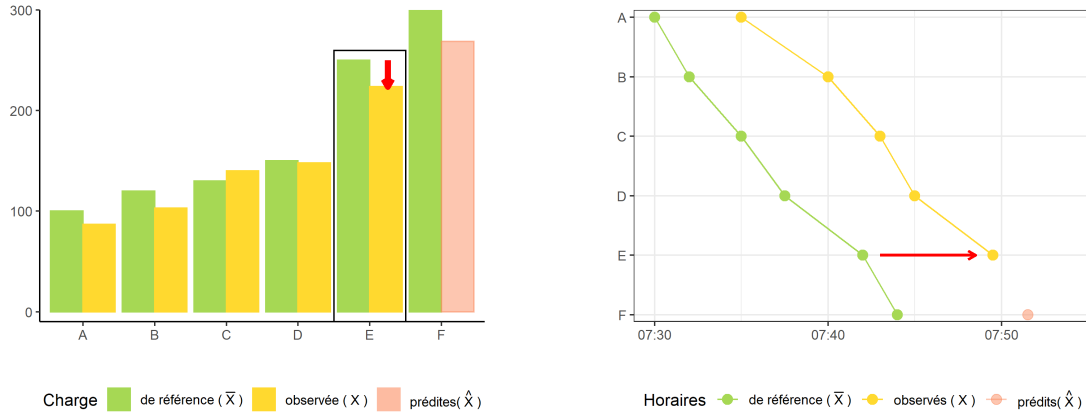 300
200
100
0
A B C D E F
Charge de référence ( X̅ ) observée ( X ) prédites( X̂ )
A
B
C
D
E
F
07:30 07:40 07:50
Horaires de référence ( X̅ ) observés ( X ) prédits( X̂ )